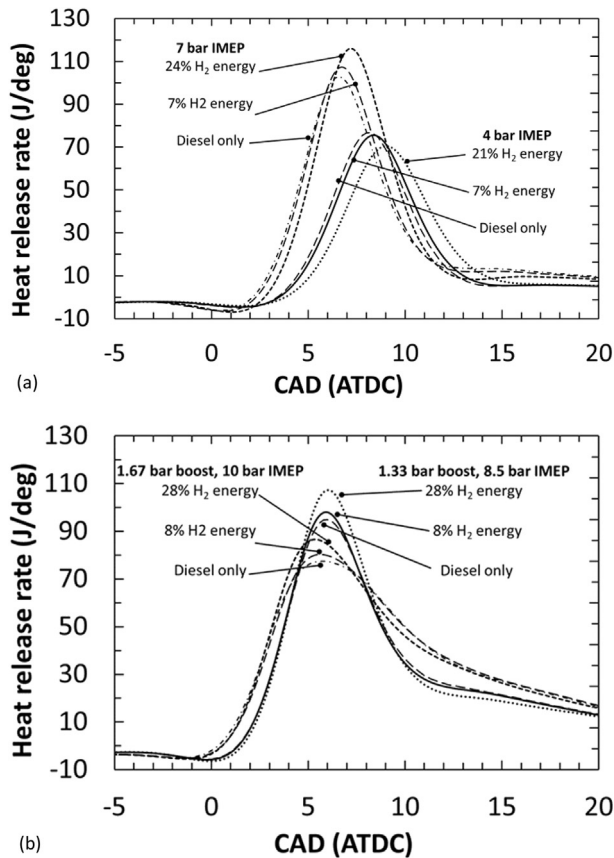 130
110
90
70
50
30
10
-10
Heat release rate (J/deg)
7 bar IMEP
24% H₂ energy
7% H2 energy
Diesel only
4 bar IMEP
21% H₂ energy
7% H₂ energy
Diesel only
-5 0 5 10 15 20
(a)
CAD (ATDC)
130
110
90
70
50
30
10
-10
Heat release rate (J/deg)
1.67 bar boost, 10 bar IMEP
28% H₂ energy
8% H2 energy
Diesel only
1.33 bar boost, 8.5 bar IMEP
28% H₂ energy
8% H₂ energy
Diesel only
-5 0 5 10 15 20
(b)
CAD (ATDC)